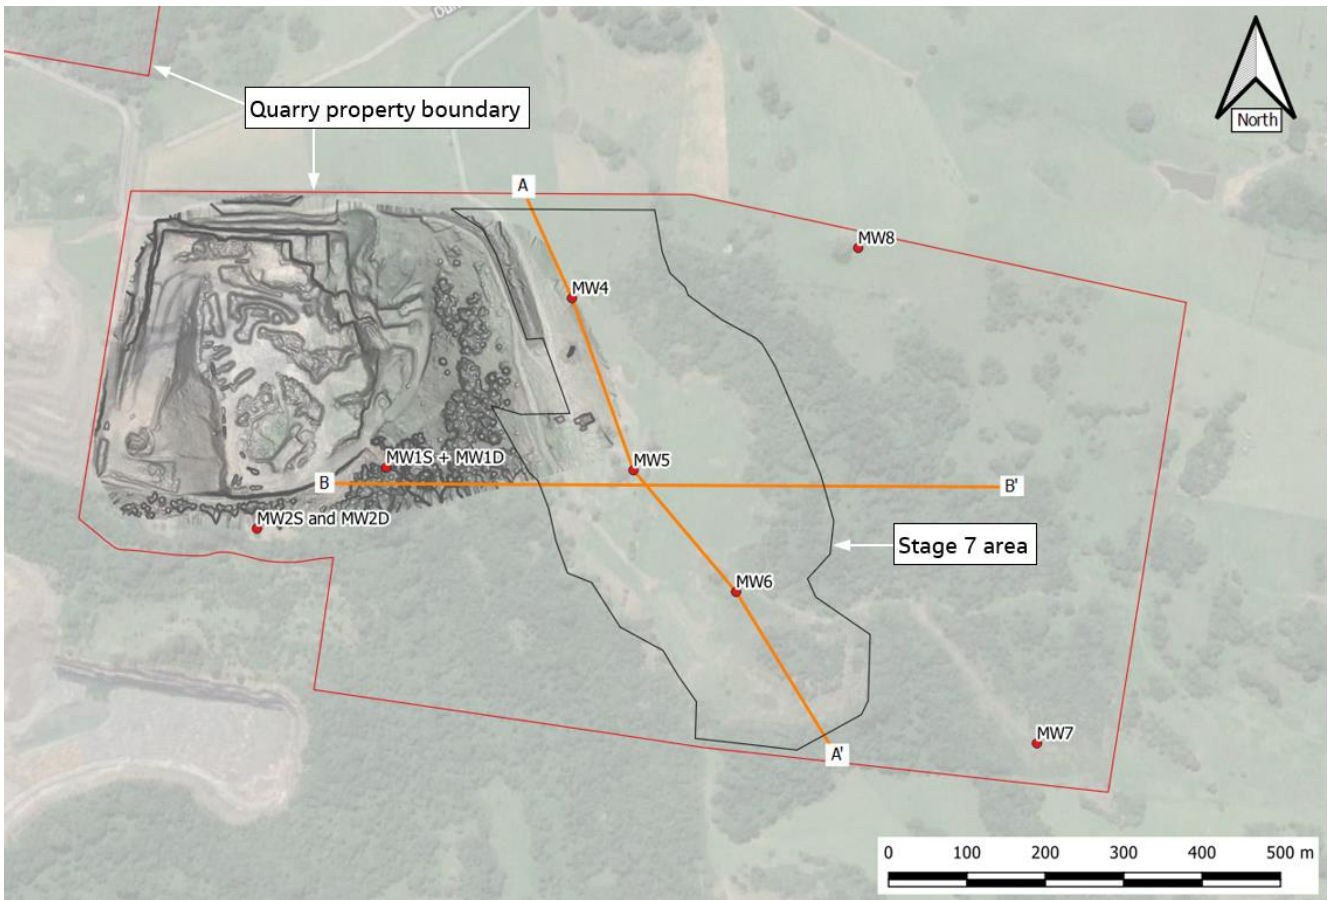 Quarry property boundary
North
A
MW8
MW4
MW5
MW1S + MW1D
B
B'
MW2S and MW2D
Stage 7 area
MW6
MW7
A'
0 100 200 300 400 500 m